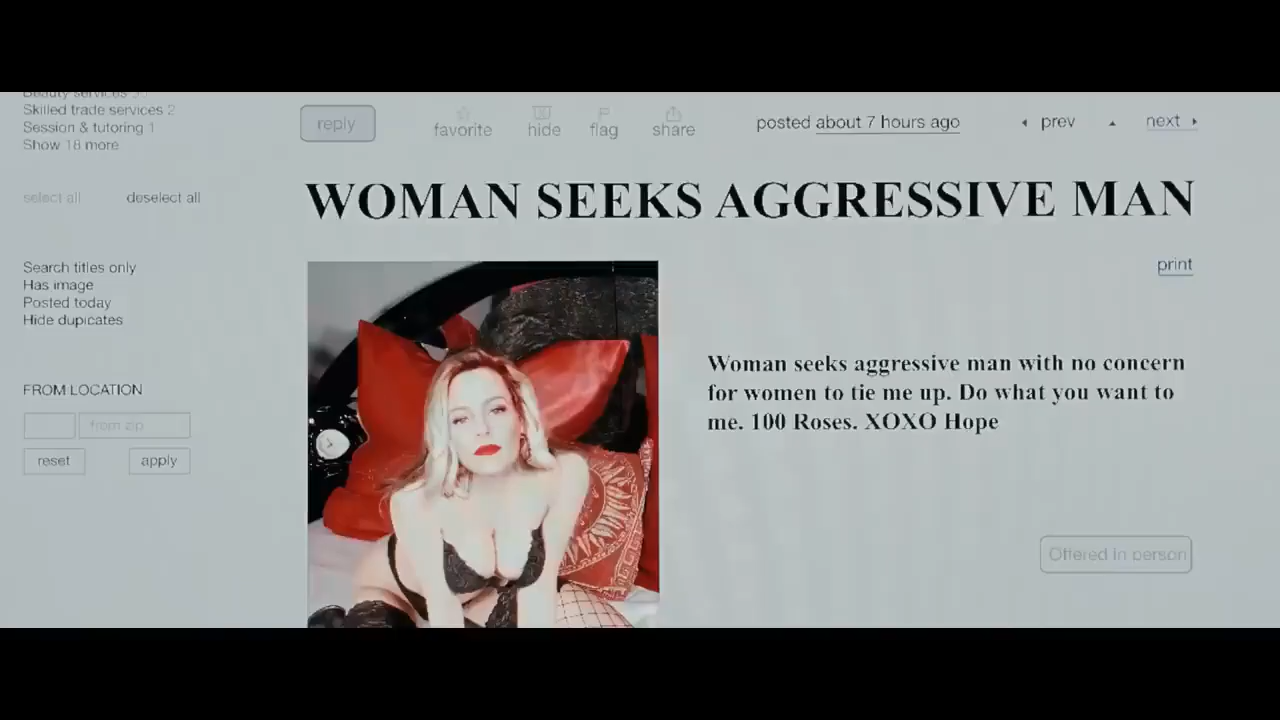 Beauty services
Skilled trade services 2
Session & tutoring 1
Show 18 more
select all
deselect all
Search titles only
Has image
Posted today
Hide dupicates
FROM LOCATION
from zip
reset
apply
reply
favorite
hide
flag
share
posted about 7 hours ago
prev
next
WOMAN SEEKS AGGRESSIVE MAN
print
Woman seeks aggressive man with no concern
for women to tie me up. Do what you want to
me. 100 Roses. XOXO Hope
Offered in person